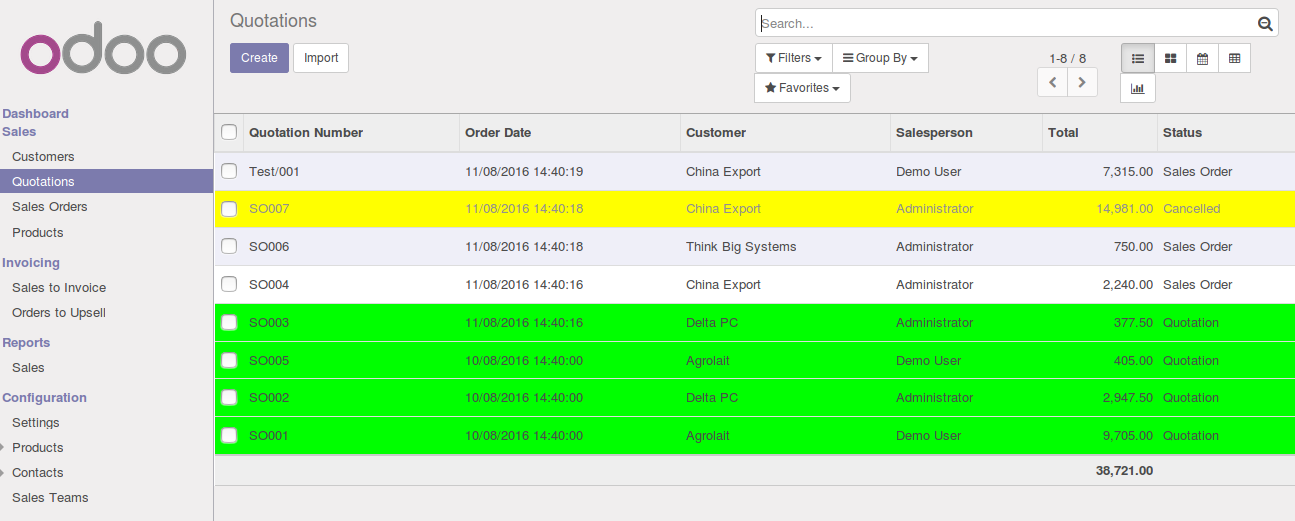 odoo
Dashboard
Sales
Customers
Quotations
Sales Orders
Products
Invoicing
Sales to Invoice
Orders to Upsell
Reports
Sales
Configuration
Settings
Products
Contacts
Sales Teams
Quotations
Search...
Create Import
Filters Group By
Favorites
1-8 / 8
Quotation Number Order Date Customer Salesperson Total Status
Test/001 11/08/2016 14:40:19 China Export Demo User 7,315.00 Sales Order
SO007 11/08/2016 14:40:18 China Export Administrator 14,981.00 Cancelled
SO006 11/08/2016 14:40:18 Think Big Systems Administrator 750.00 Sales Order
SO004 11/08/2016 14:40:16 China Export Administrator 2,240.00 Sales Order
SO003 11/08/2016 14:40:16 Delta PC Administrator 377.50 Quotation
SO005 10/08/2016 14:40:00 Agrolait Demo User 405.00 Quotation
SO002 10/08/2016 14:40:00 Delta PC Administrator 2,947.50 Quotation
SO001 10/08/2016 14:40:00 Agrolait Demo User 9,705.00 Quotation
38,721.00